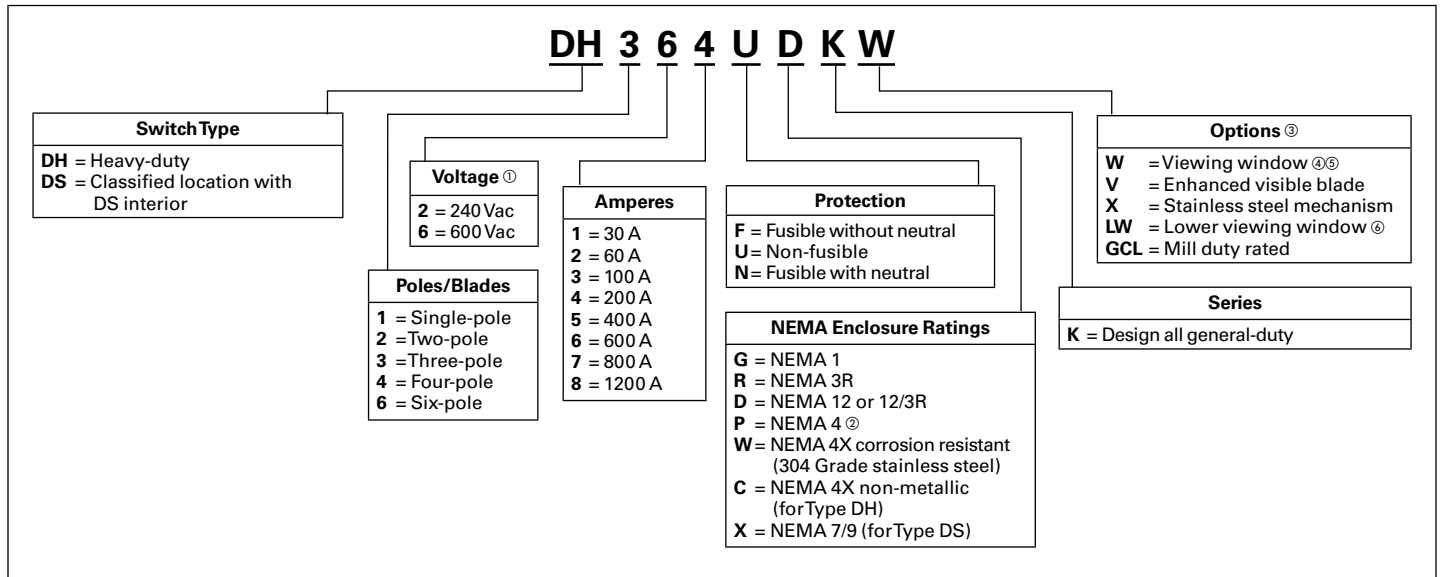 DH 3 6 4 U D K W
Switch Type
DH = Heavy-duty
DS = Classified location with
DS interior
Poles/Blades
1 = Single-pole
2 = Two-pole
3 = Three-pole
4 = Four-pole
6 = Six-pole
Voltage ①
2 = 240 Vac
6 = 600 Vac
Amperes
1 = 30 A
2 = 60 A
3 = 100 A
4 = 200 A
5 = 400 A
6 = 600 A
7 = 800 A
8 = 1200 A
Protection
F = Fusible without neutral
U = Non-fusible
N = Fusible with neutral
NEMA Enclosure Ratings
G = NEMA 1
R = NEMA 3R
D = NEMA 12 or 12/3R
P = NEMA 4 ②
W = NEMA 4X corrosion resistant
(304 Grade stainless steel)
C = NEMA 4X non-metallic
(for Type DH)
X = NEMA 7/9 (for Type DS)
Series
K = Design all general-duty
Options ③
W = Viewing window ④⑤
V = Enhanced visible blade
X = Stainless steel mechanism
LW = Lower viewing window ⑥
GCL = Mill duty rated